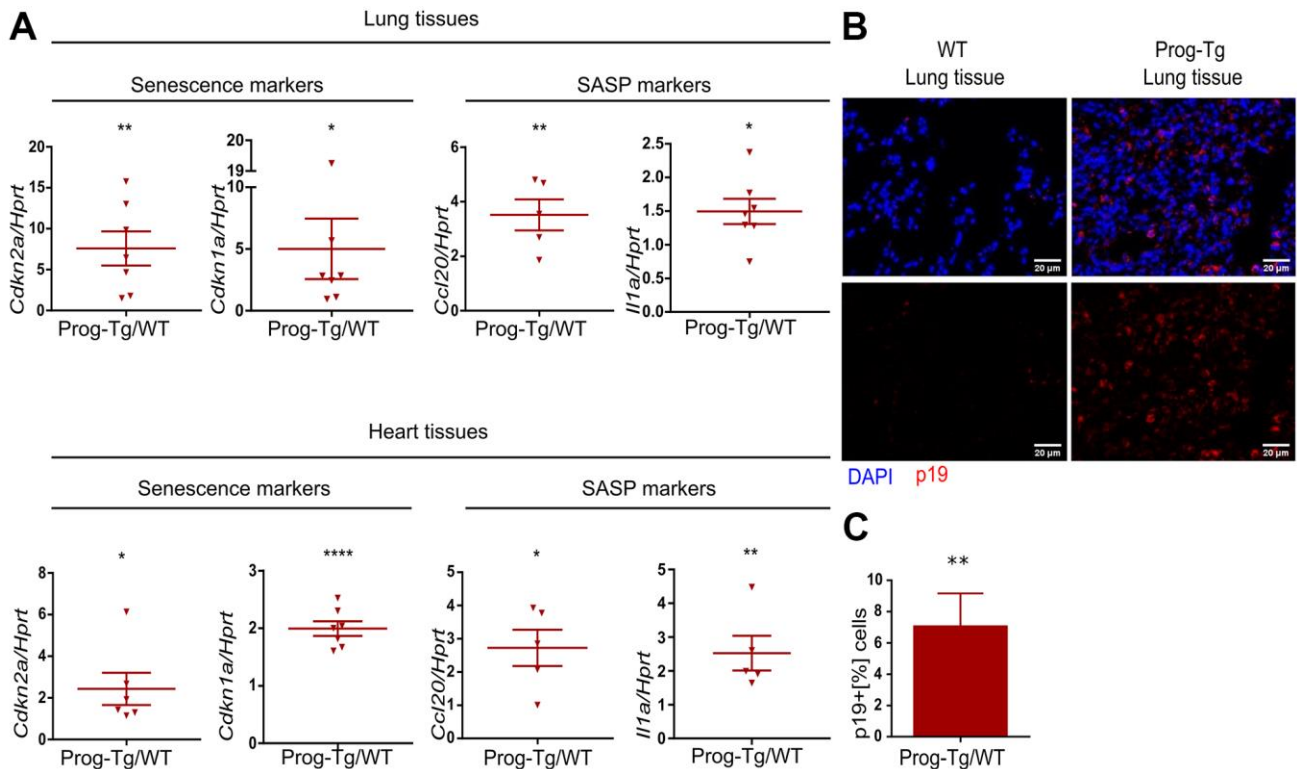 A
Lung tissues
Senescence markers
SASP markers
**
20
15
10
5
0
Cdkn2a/Hprt
Prog-Tg/WT
*
20
19
10
5
0
Cdkn1a/Hprt
Prog-Tg/WT
**
6
4
2
0
Ccl20/Hprt
Prog-Tg/WT
*
2.5
2.0
1.5
1.0
0.5
0.0
Il1a/Hprt
Prog-Tg/WT
Heart tissues
Senescence markers
SASP markers
*
8
6
4
2
0
Cdkn2a/Hprt
Prog-Tg/WT
****
3
2
1
0
Cdkn1a/Hprt
Prog-Tg/WT
*
5
4
3
2
1
0
Ccl20/Hprt
Prog-Tg/WT
**
5
4
3
2
1
0
Il1a/Hprt
Prog-Tg/WT
B
WT
Lung tissue
Prog-Tg
Lung tissue
20 µm
20 µm
20 µm
20 µm
DAPI p19
C
**
10
8
6
4
2
0
p19+[%] cells
Prog-Tg/WT